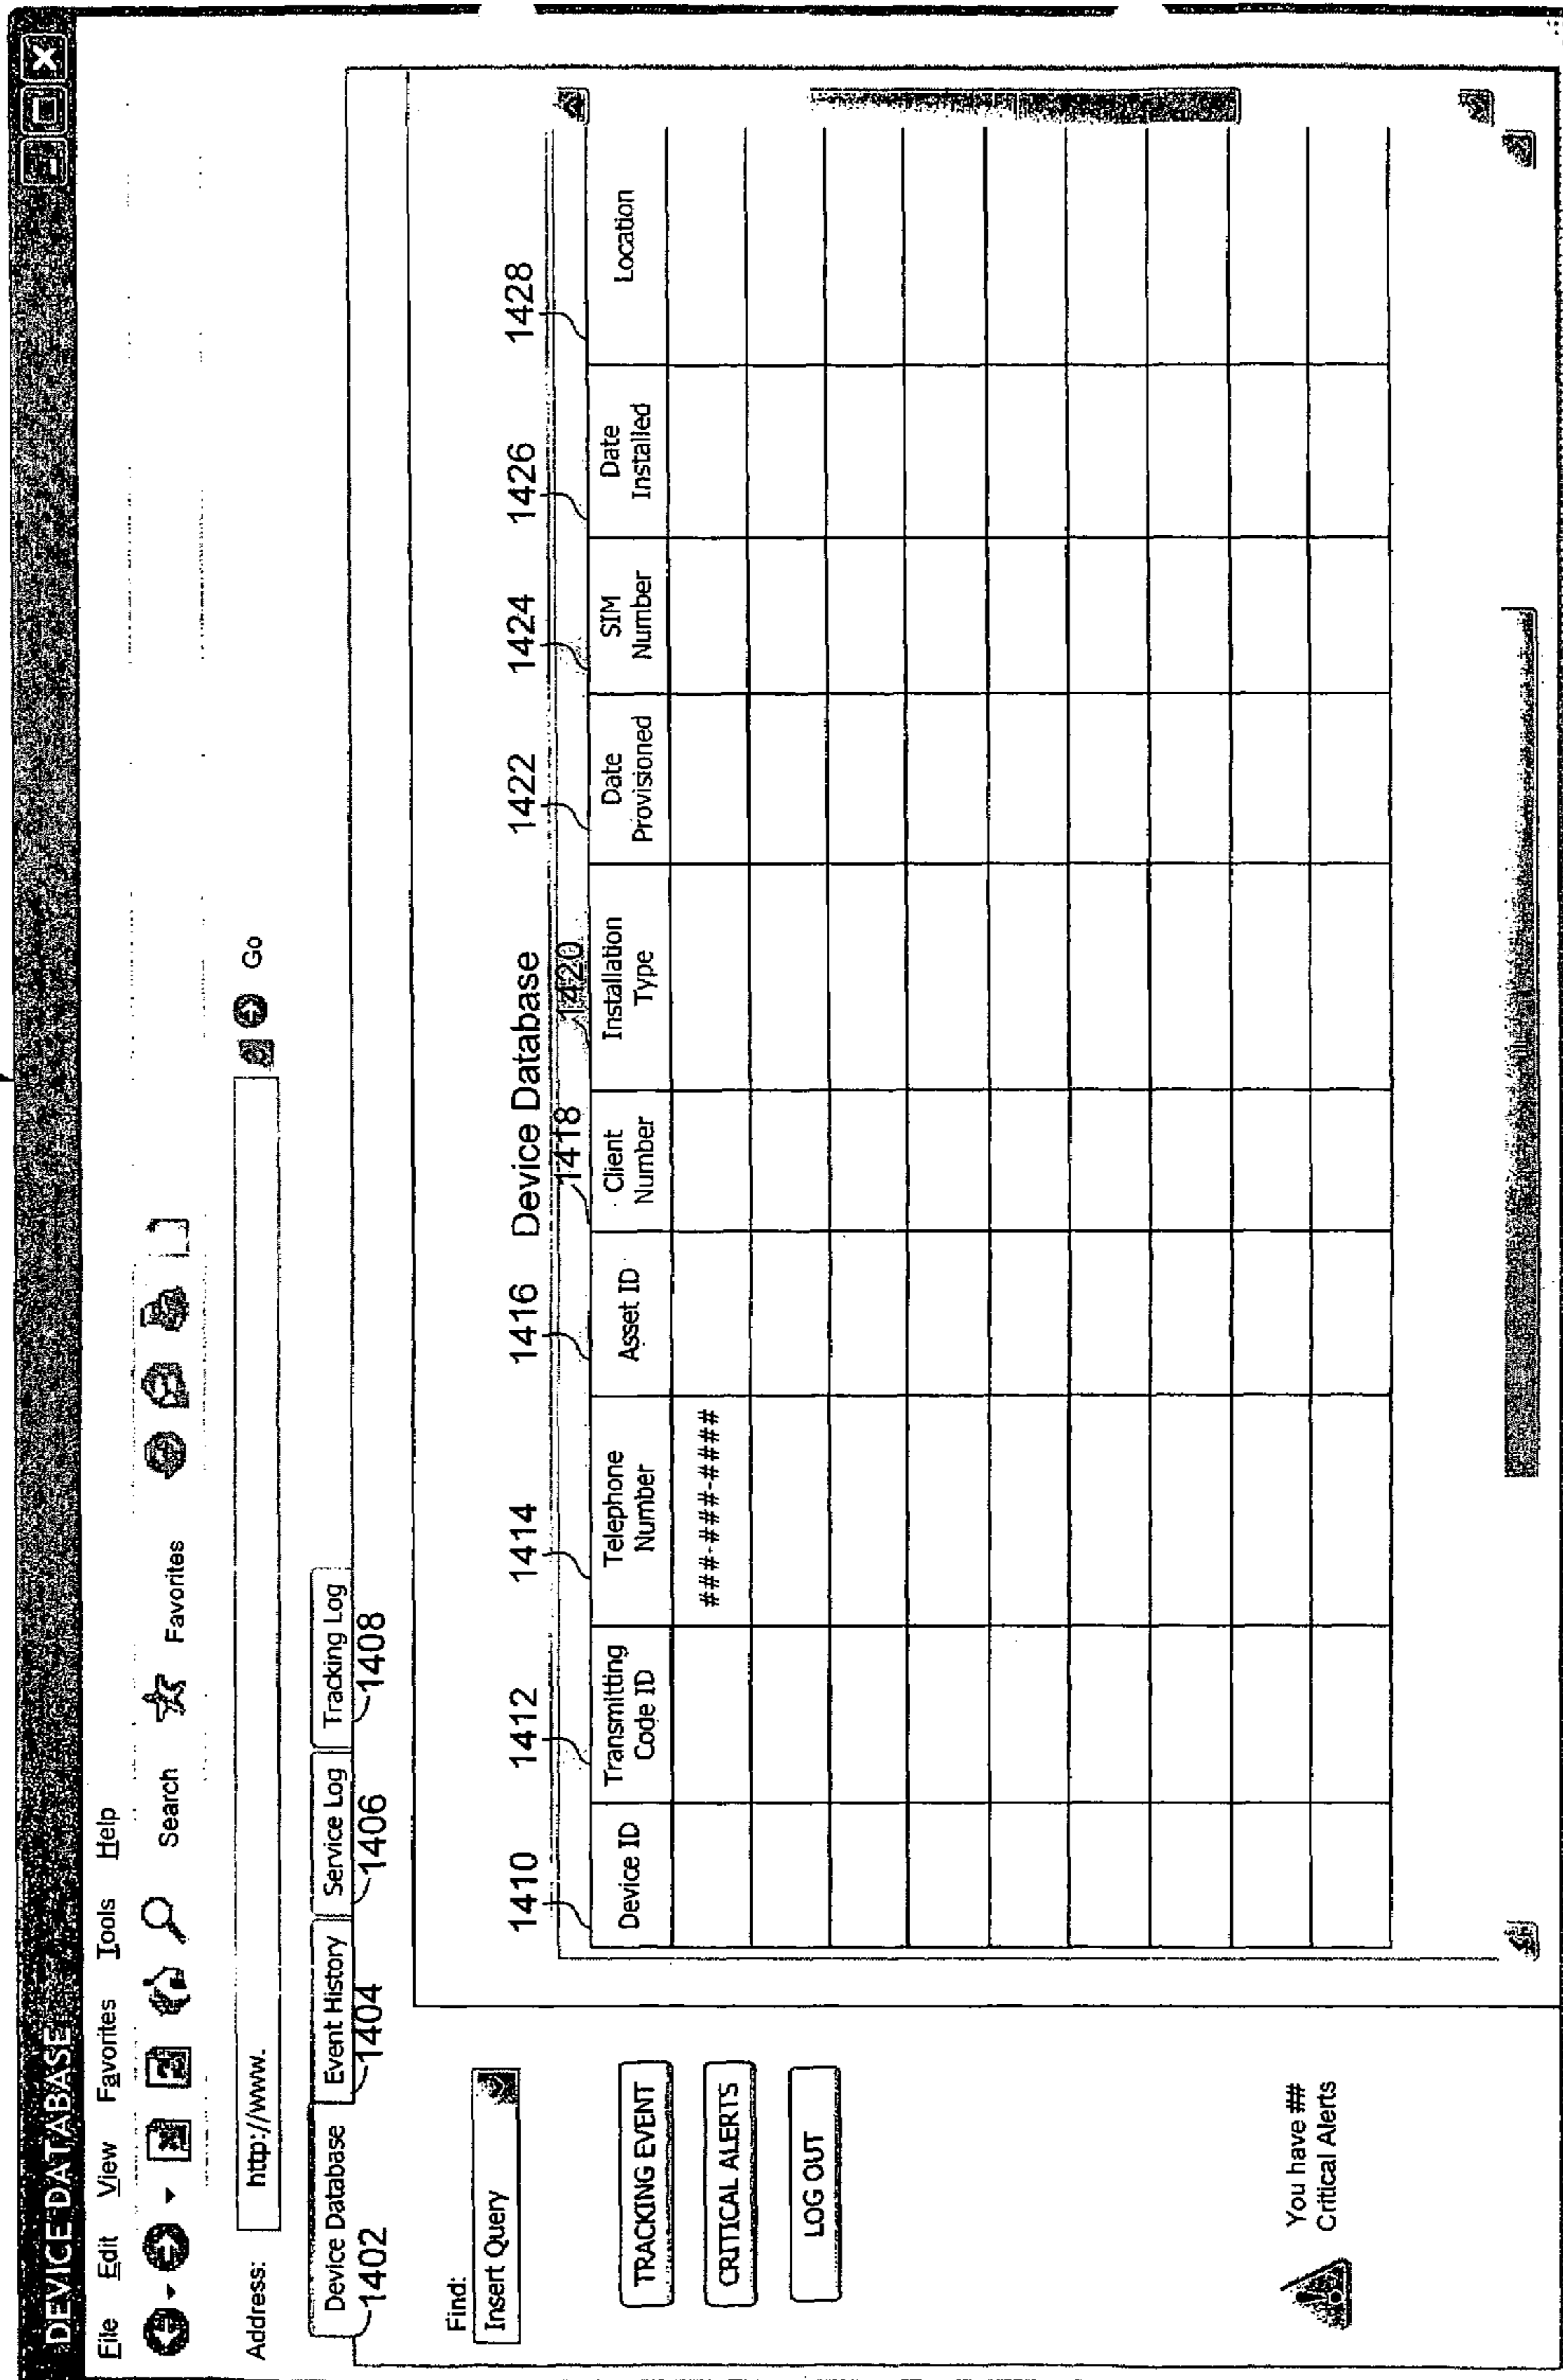 DEVICE DATABASE
File Edit View Favorites Tools Help
Search Favorites
Address: http://www. Go
Device Database Event History Service Log Tracking Log
1402 1404 1406 1408
Find:
Insert Query
TRACKING EVENT
CRITICAL ALERTS
LOG OUT
You have ##
Critical Alerts
Device Database
1410 1412 1414 1416 1418 1420 1422 1424 1426 1428
Device ID Transmitting Code ID Telephone Number Asset ID Client Number Installation Type Date Provisioned SIM Number Date Installed Location
###-###-####